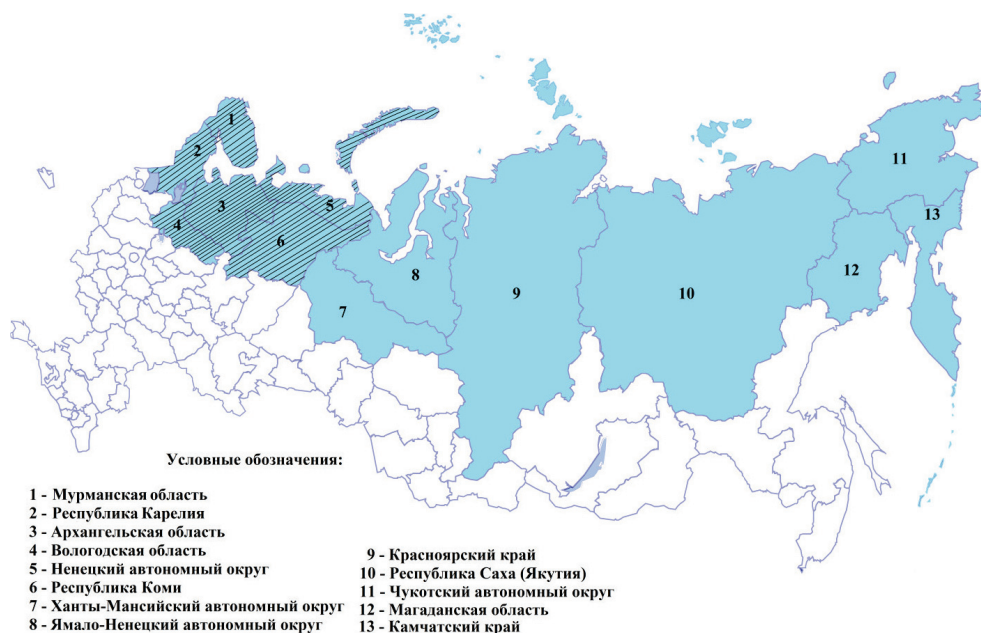 1
2
3
4
5
6
7
8
9
10
11
12
13
Условные обозначения:
1 - Мурманская область
2 - Республика Карелия
3 - Архангельская область
4 - Вологодская область
5 - Ненецкий автономный округ
6 - Республика Коми
7 - Ханты-Мансийский автономный округ
8 - Ямало-Ненецкий автономный округ
9 - Красноярский край
10 - Республика Саха (Якутия)
11 - Чукотский автономный округ
12 - Магаданская область
13 - Камчатский край